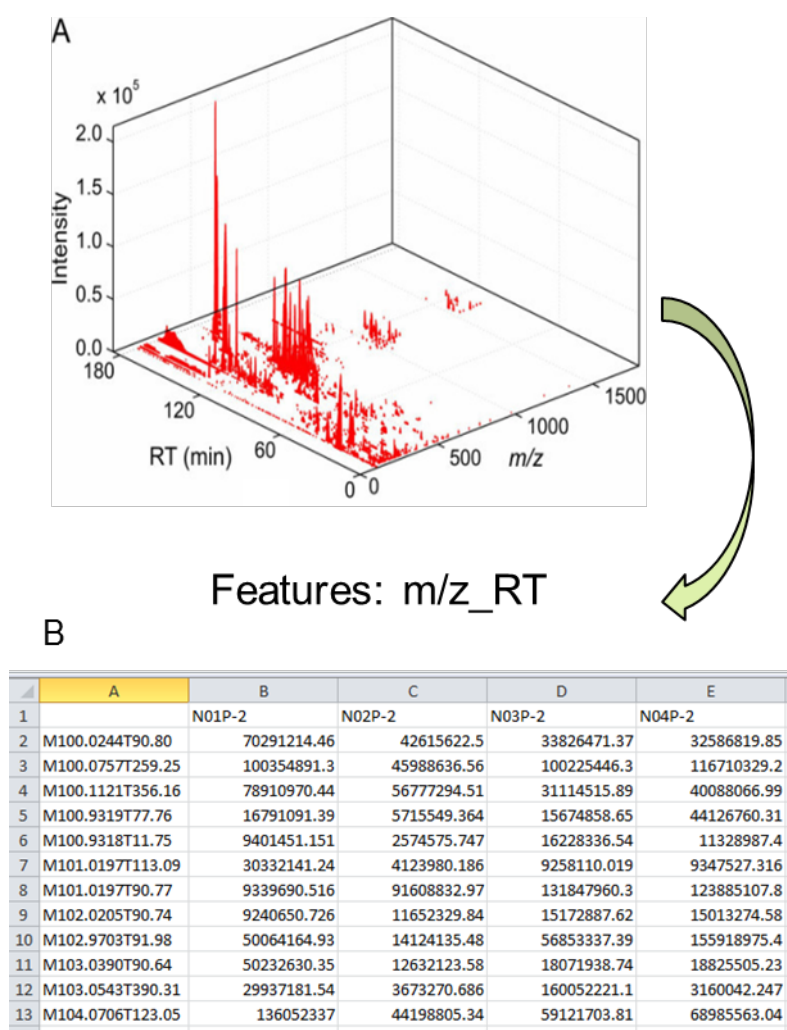 A
x 10⁵
2.0
1.5
1.0
0.5
0.0
Intensity
180
120
60
0
RT (min)
0
500
1000
1500
m/z
Features: m/z_RT
B
A B C D E
1 N01P-2 N02P-2 N03P-2 N04P-2
2 M100.0244T90.80 70291214.46 42615622.5 33826471.37 32586819.85
3 M100.0757T259.25 100354891.3 45988636.56 100225446.3 116710329.2
4 M100.1121T356.16 78910970.44 56777294.51 31114515.89 40088066.99
5 M100.9319T77.76 16791091.39 5715549.364 15674858.65 44126760.31
6 M100.9318T11.75 9401451.151 2574575.747 16228336.54 11328987.4
7 M101.0197T113.09 30332141.24 4123980.186 9258110.019 9347527.316
8 M101.0197T90.77 9339690.516 91608832.97 131847960.3 123885107.8
9 M102.0205T90.74 9240650.726 11652329.84 15172887.62 15013274.58
10 M102.9703T91.98 50064164.93 14124135.48 56853337.39 155918975.4
11 M103.0390T90.64 50232630.35 12632123.58 18071938.74 18825505.23
12 M103.0543T390.31 29937181.54 3673270.686 160052221.1 3160042.247
13 M104.0706T123.05 136052337 44198805.34 59121703.81 68985563.04